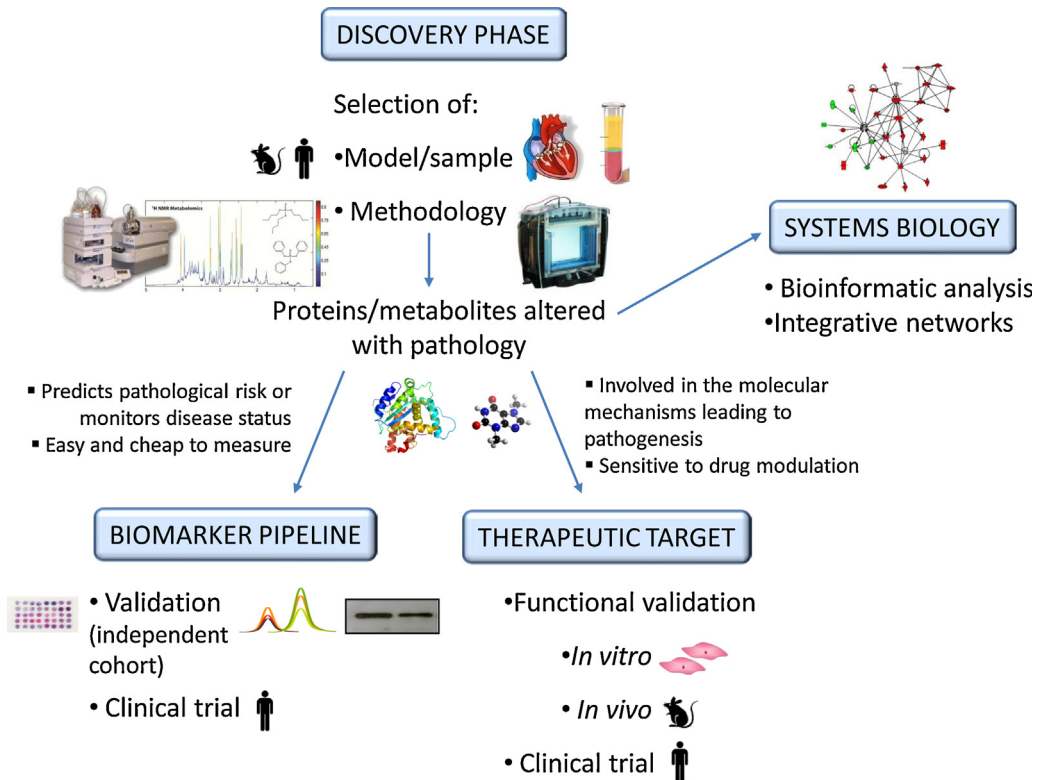 DISCOVERY PHASE
Selection of:
•Model/sample
• Methodology
¹H NMR Metabolomics
SYSTEMS BIOLOGY
• Bioinformatic analysis
•Integrative networks
Proteins/metabolites altered
with pathology
▪ Predicts pathological risk or
monitors disease status
▪ Easy and cheap to measure
▪ Involved in the molecular
mechanisms leading to
pathogenesis
▪ Sensitive to drug modulation
BIOMARKER PIPELINE
• Validation
(independent
cohort)
• Clinical trial
THERAPEUTIC TARGET
•Functional validation
•In vitro
• In vivo
• Clinical trial